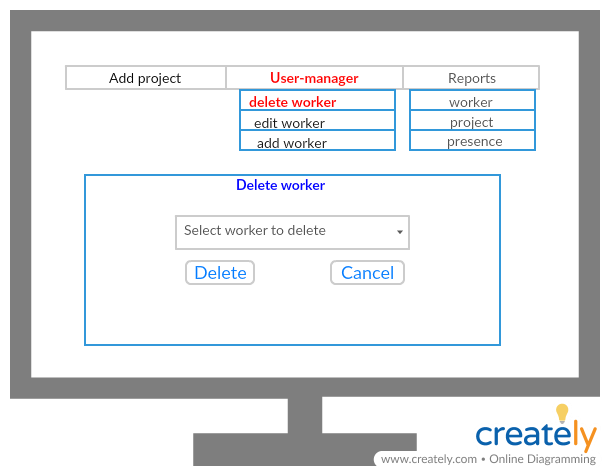 Add project
User-manager
Reports
delete worker
edit worker
add worker
worker
project
presence
Delete worker
Select worker to delete
Delete
Cancel
creately
www.creately.com • Online Diagramming